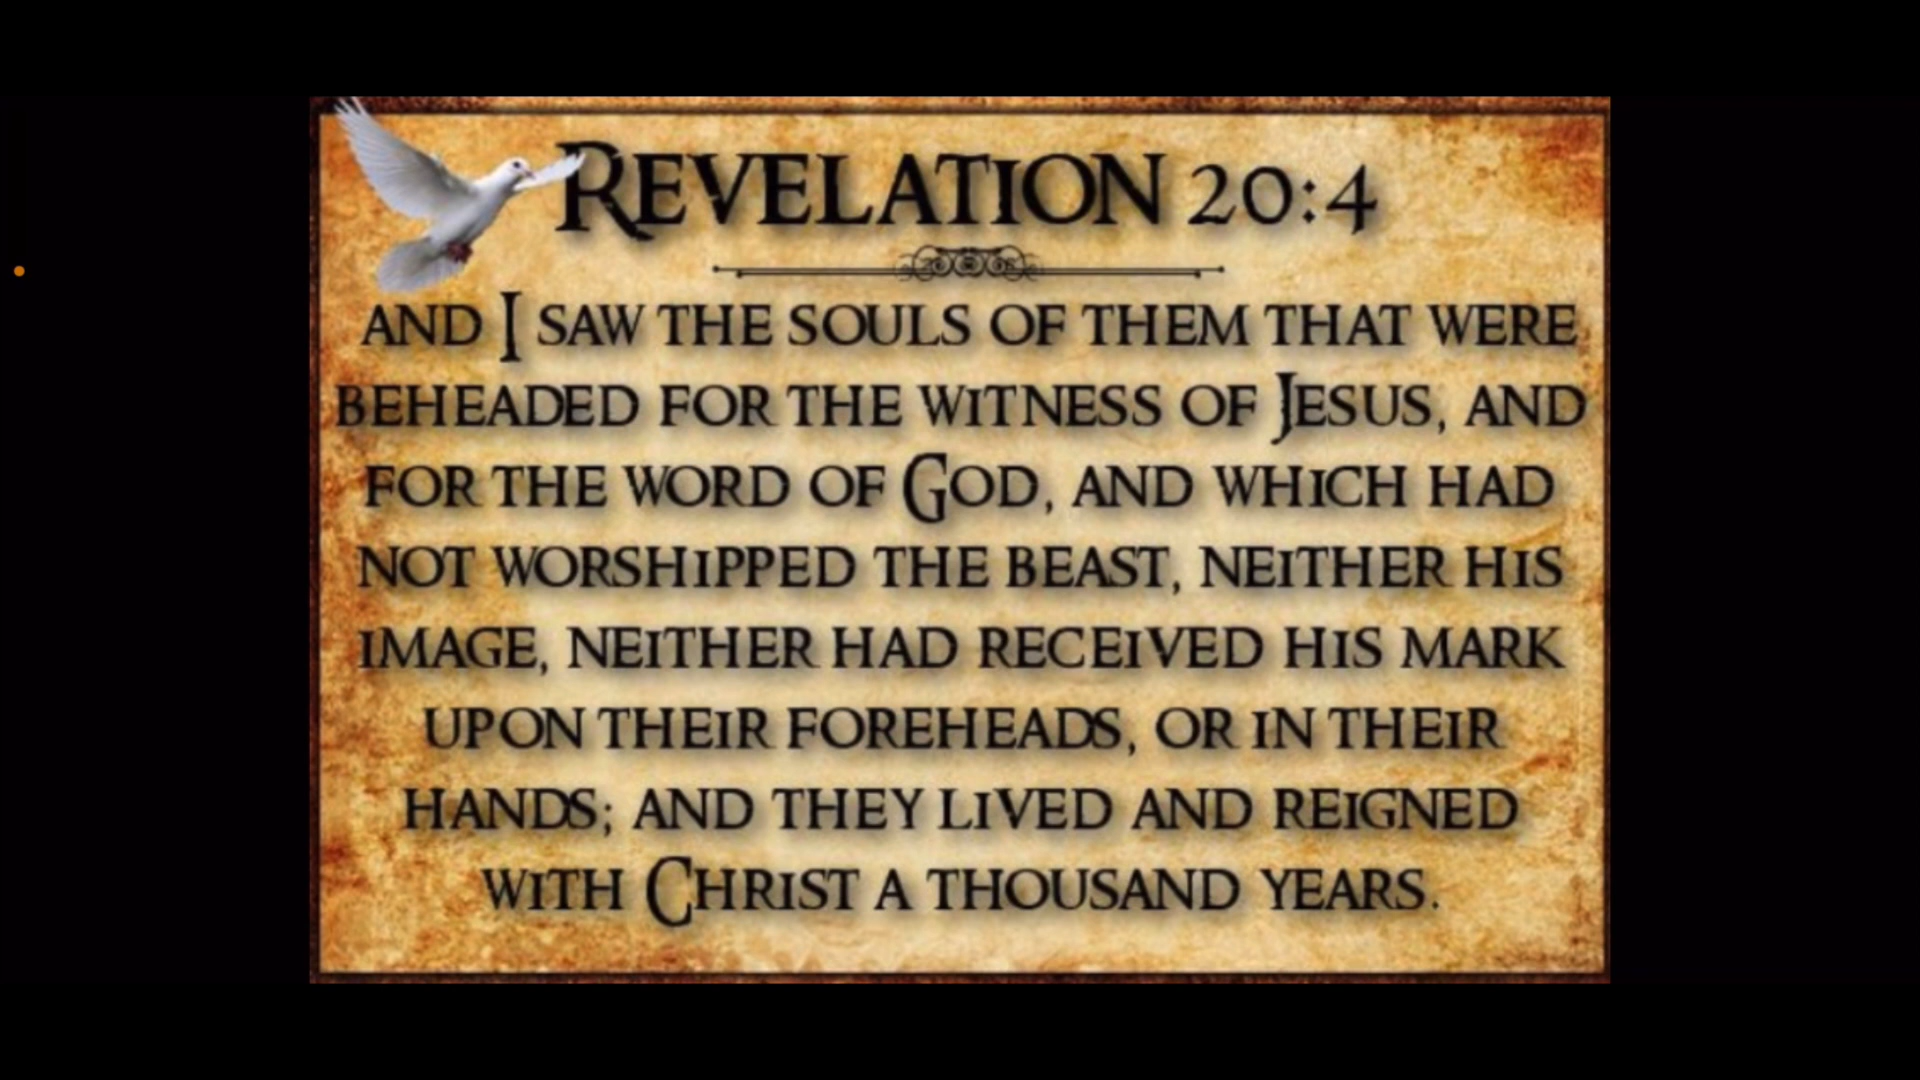 REVELATION 20:4
AND I SAW THE SOULS OF THEM THAT WERE
BEHEADED FOR THE WITNESS OF JESUS, AND
FOR THE WORD OF GOD, AND WHICH HAD
NOT WORSHIPPED THE BEAST, NEITHER HIS
IMAGE, NEITHER HAD RECEIVED HIS MARK
UPON THEIR FOREHEADS, OR IN THEIR
HANDS; AND THEY LIVED AND REIGNED
WITH CHRIST A THOUSAND YEARS.